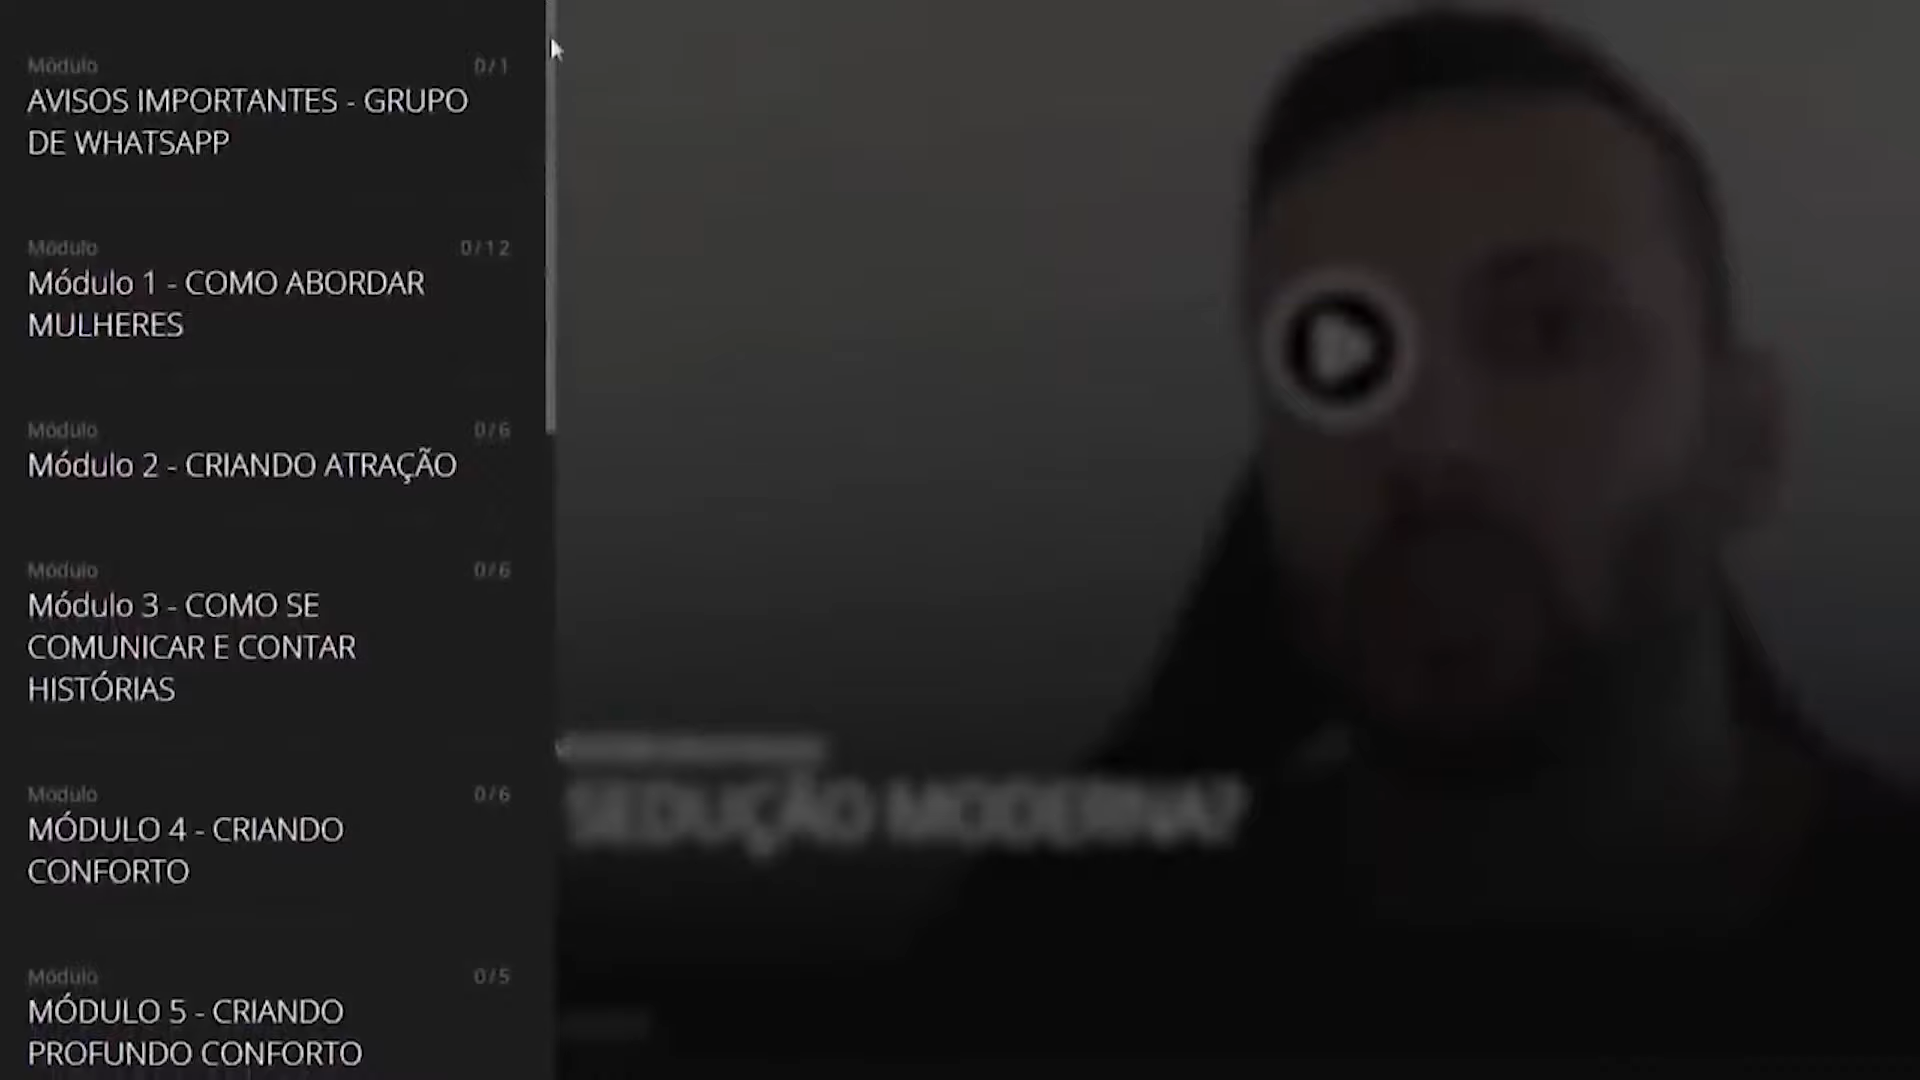 Módulo 0/1
AVISOS IMPORTANTES - GRUPO
DE WHATSAPP
Módulo 0/12
Módulo 1 - COMO ABORDAR
MULHERES
Módulo 0/6
Módulo 2 - CRIANDO ATRAÇÃO
Módulo 0/6
Módulo 3 - COMO SE
COMUNICAR E CONTAR
HISTÓRIAS
Módulo 0/6
MÓDULO 4 - CRIANDO
CONFORTO
Módulo 0/5
MÓDULO 5 - CRIANDO
PROFUNDO CONFORTO
SEDUÇÃO MODERNA?